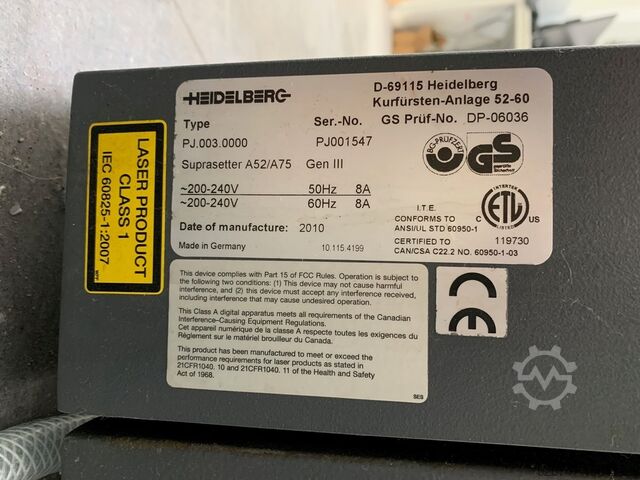 HEIDELBERG
D-69115 Heidelberg
Kurfürsten-Anlage 52-60
Type
Ser.-No.
GS Prüf-No. DP-06036
PJ.003.0000
PJ001547
Suprasetter A52/A75 Gen III
~200-240V 50Hz 8A
~200-240V 60Hz 8A
Date of manufacture: 2010
Made in Germany
10.115.4199
BG-PRÜFZERT
GS
INTERTEK
C ETL US
I.T.E.
CONFORMS TO
ANSI/UL STD 60950-1
CERTIFIED TO 119730
CAN/CSA C22.2 NO. 60950-1-03
LASER PRODUCT
CLASS 1
IEC 60825-1:2007
This device complies with Part 15 of FCC Rules. Operation is subject to
the following two conditions: (1) This device may not cause harmful
interference, and (2) this device must accept any interference received,
including interference that may cause undesired operation.
This Class A digital apparatus meets all requirements of the Canadian
Interference-Causing Equipment Regulations.
Cet appareil numérique de la classe A respecte toutes les exigences du
Règlement sur le matériel brouilleur du Canada.
This product has been manufactured to meet or exceed the
performance requirements for laser products as stated in
21CFR1040. 10 and 21CFR1040. 11 of the Health and Safety
Act of 1968.
SES
CE